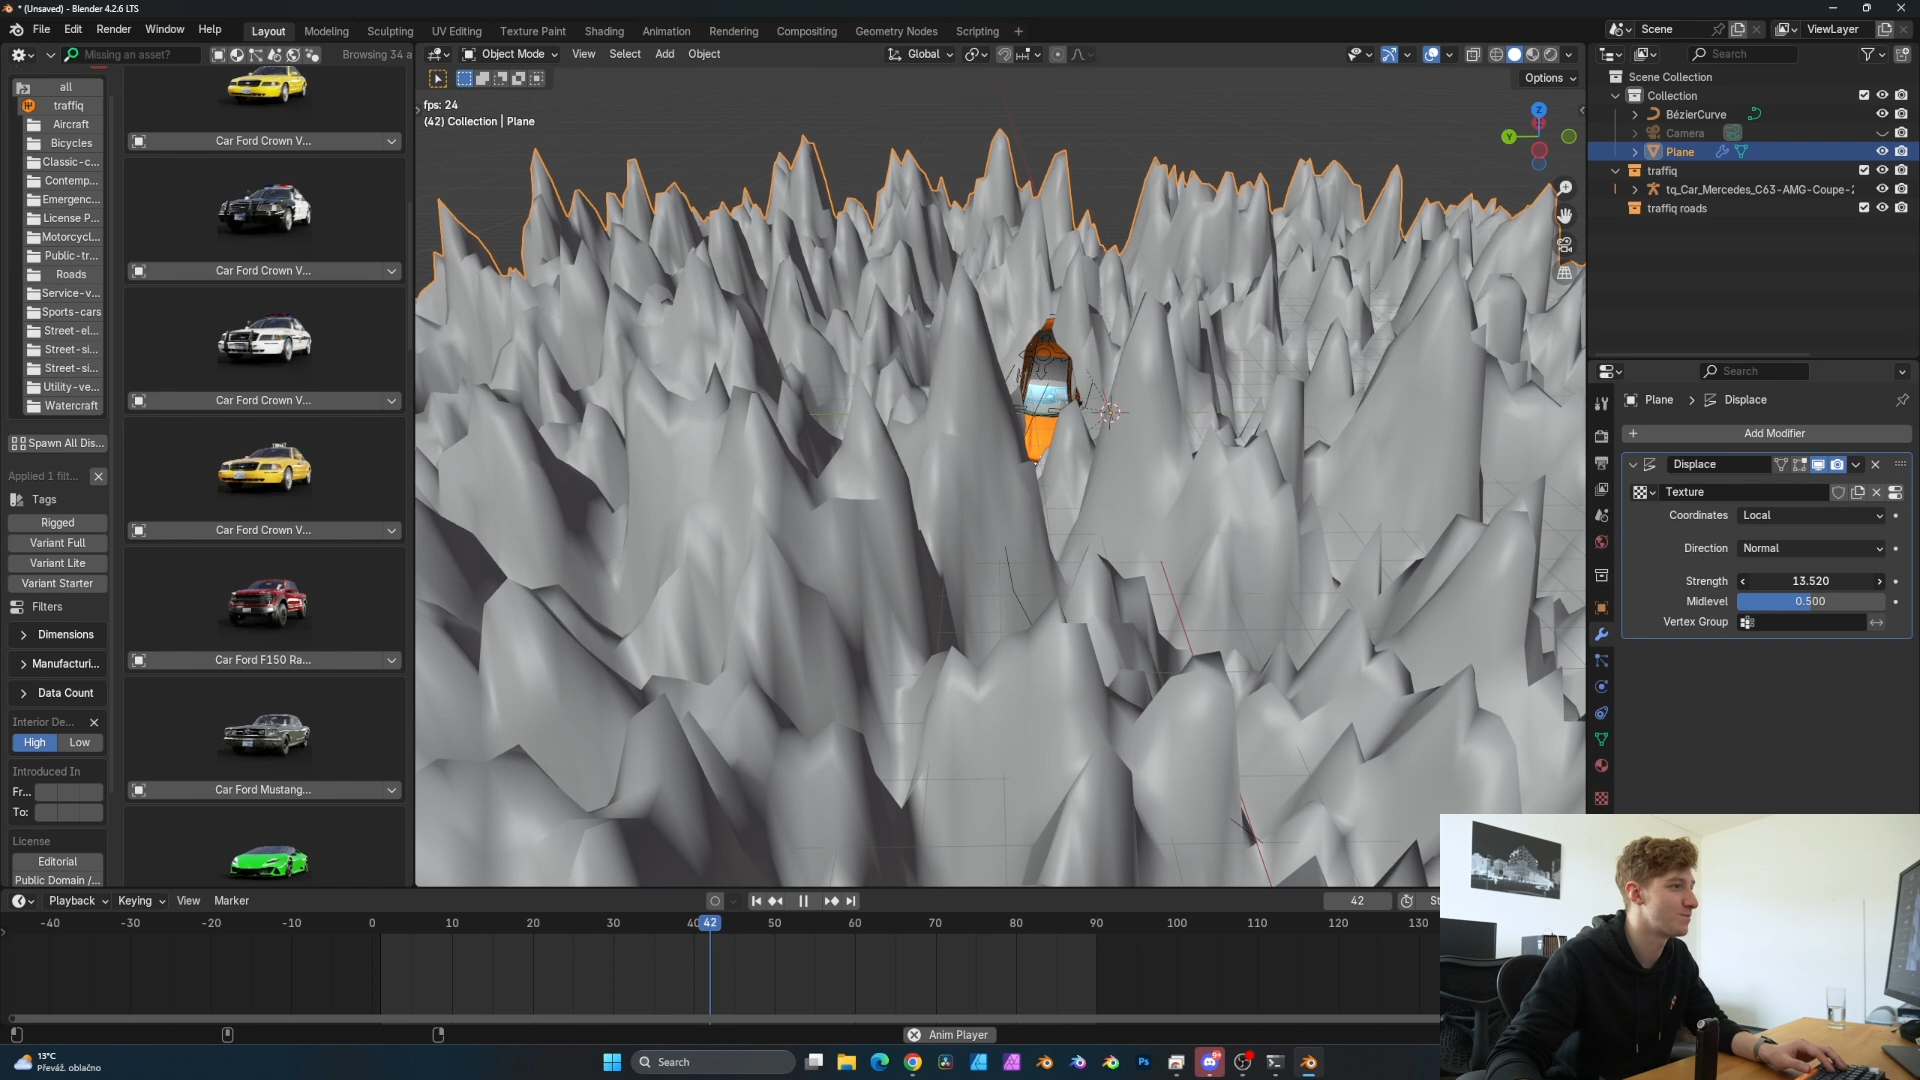 * (Unsaved) - Blender 4.2.6 LTS
File Edit Render Window Help
Layout Modeling Sculpting UV Editing Texture Paint Shading Animation Rendering Compositing Geometry Nodes Scripting +
Scene
ViewLayer
Missing an asset?
Browsing 34 a
Object Mode View Select Add Object
Global
Options
Search
all
traffiq
Aircraft
Bicycles
Classic-c...
Contemp...
Emergenc...
License P...
Motorcycl...
Public-tr...
Roads
Service-v...
Sports-cars
Street-el...
Street-si...
Street-si...
Utility-ve...
Watercraft
Spawn All Dis...
Applied 1 filt...
Tags
Rigged
Variant Full
Variant Lite
Variant Starter
Filters
Dimensions
Manufacturi...
Data Count
Interior De...
High Low
Introduced In
Fr...
To:
License
Editorial
Public Domain /...
Car Ford Crown V...
Car Ford Crown V...
Car Ford Crown V...
Car Ford Crown V...
Car Ford F150 Ra...
Car Ford Mustang...
fps: 24
(42) Collection | Plane
Z
Y
Scene Collection
Collection
BézierCurve
Camera
Plane
traffiq
tq_Car_Mercedes_C63-AMG-Coupe-2
traffiq roads
Search
Plane > Displace
+ Add Modifier
Displace
Texture
Coordinates Local
Direction Normal
Strength 13.520
Midlevel 0.500
Vertex Group
Playback Keying View Marker
42
St
-40 -30 -20 -10 0 10 20 30 40 42 50 60 70 80 90 100 110 120 130
Anim Player
13°C
Převáž. oblačno
Search
Ps